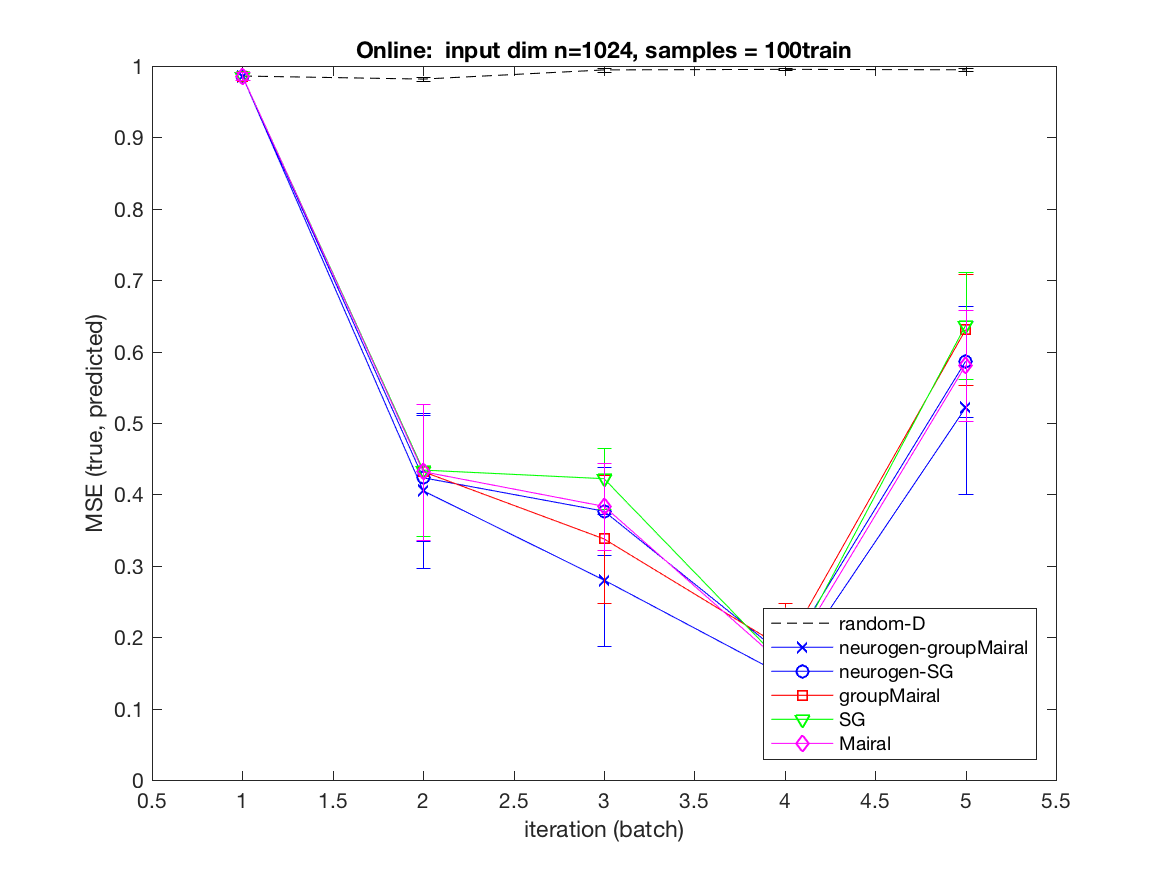 Online:  input dim n=1024, samples = 100train
1
0.9
0.8
0.7
0.6
0.5
0.4
0.3
0.2
0.1
0
MSE (true, predicted)
random-D
neurogen-groupMairal
neurogen-SG
groupMairal
SG
Mairal
0.5 1 1.5 2 2.5 3 3.5 4 4.5 5 5.5
iteration (batch)